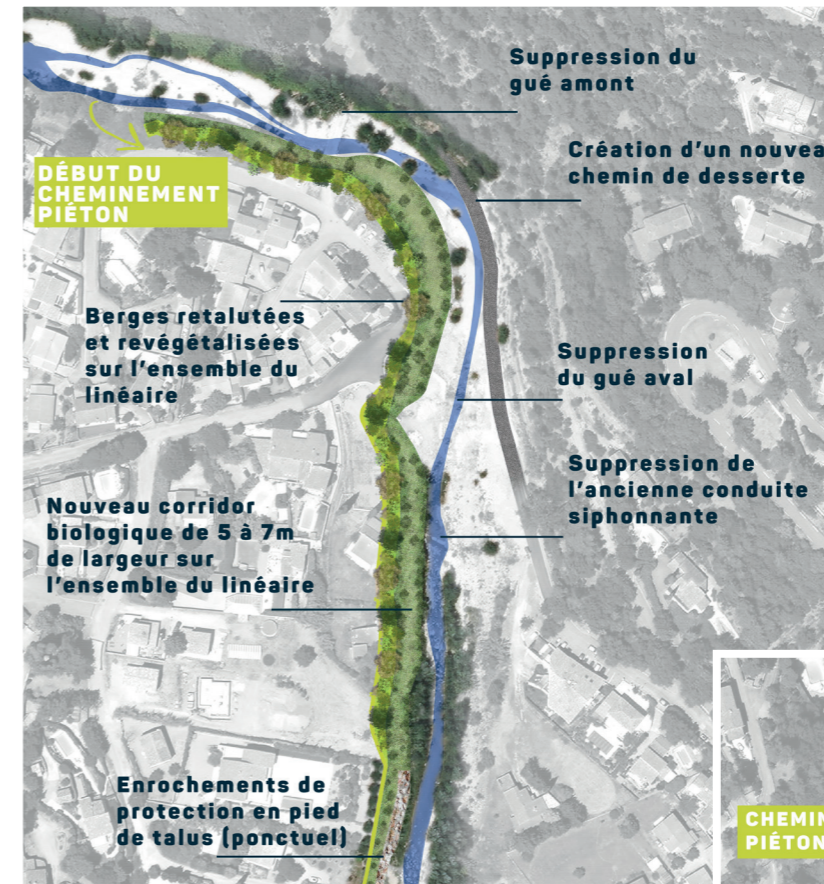 Suppression du
gué amont
Création d'un nouvea
chemin de desserte
DÉBUT DU
CHEMINEMENT
PIÉTON
Berges retalutées
et revégétalisées
sur l'ensemble du
linéaire
Suppression
du gué aval
Suppression de
l'ancienne conduite
siphonnante
Nouveau corridor
biologique de 5 à 7m
de largeur sur
l'ensemble du linéaire
Enrochements de
protection en pied
de talus (ponctuel)
CHEMIN
PIÉTON